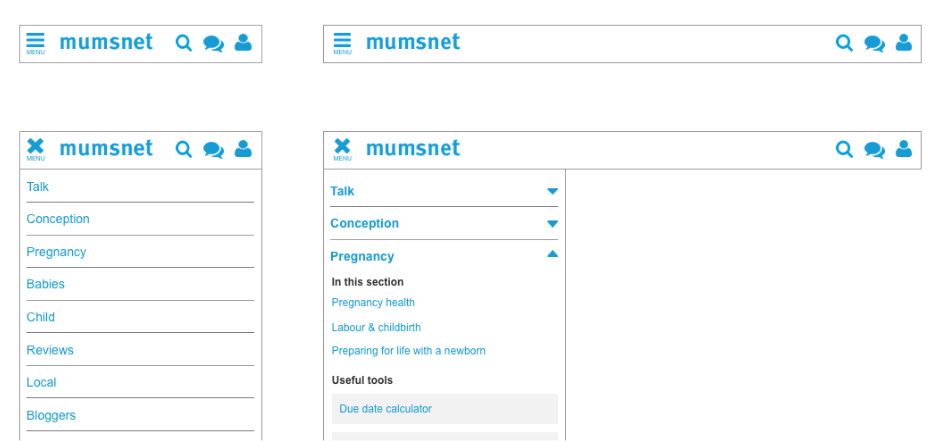 mumsnet
MENU
mumsnet
MENU
mumsnet
MENU
Talk
Conception
Pregnancy
Babies
Child
Reviews
Local
Bloggers
mumsnet
MENU
Talk
Conception
Pregnancy
In this section
Pregnancy health
Labour & childbirth
Preparing for life with a newborn
Useful tools
Due date calculator